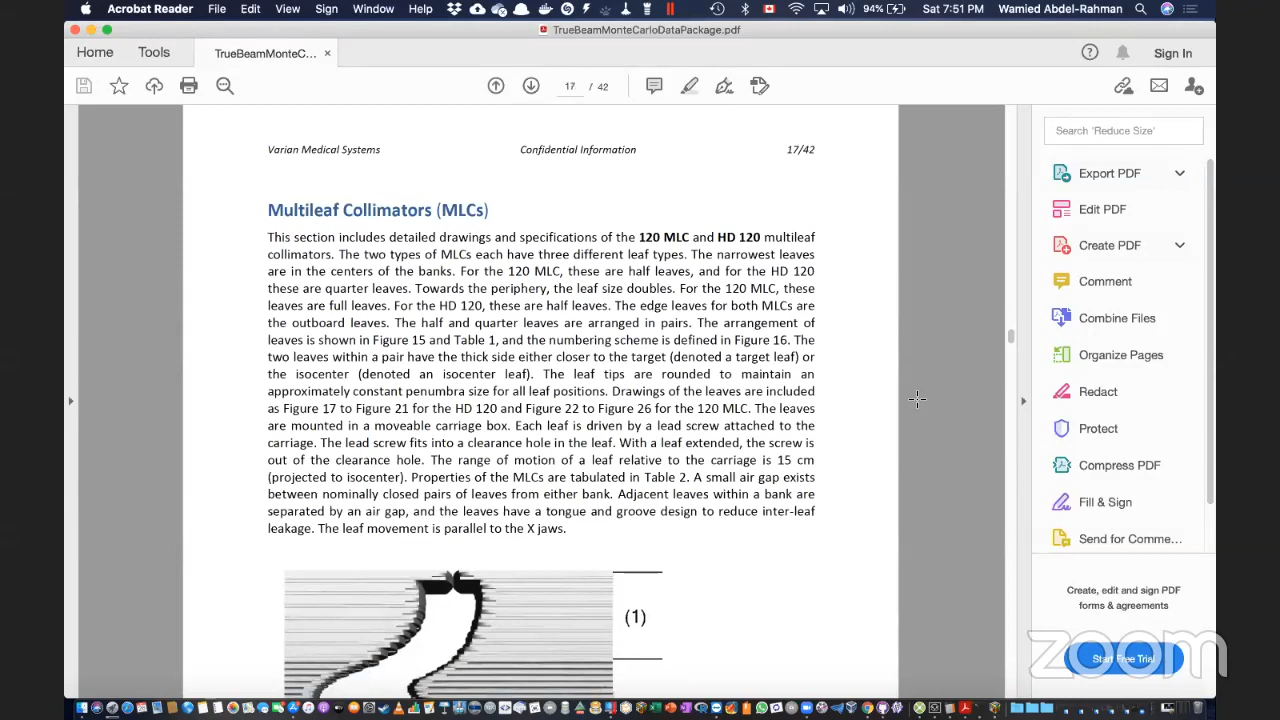 Acrobat Reader File Edit View Sign Window Help 94% Sat 7:51 PM Wamied Abdel-Rahman
TrueBeamMonteCarloDataPackage.pdf
Home Tools TrueBeamMonteC... × Sign In
17 / 42
Varian Medical Systems Confidential Information 17/42
Multileaf Collimators (MLCs)
This section includes detailed drawings and specifications of the 120 MLC and HD 120 multileaf
collimators. The two types of MLCs each have three different leaf types. The narrowest leaves
are in the centers of the banks. For the 120 MLC, these are half leaves, and for the HD 120
these are quarter leaves. Towards the periphery, the leaf size doubles. For the 120 MLC, these
leaves are full leaves. For the HD 120, these are half leaves. The edge leaves for both MLCs are
the outboard leaves. The half and quarter leaves are arranged in pairs. The arrangement of
leaves is shown in Figure 15 and Table 1, and the numbering scheme is defined in Figure 16. The
two leaves within a pair have the thick side either closer to the target (denoted a target leaf) or
the isocenter (denoted an isocenter leaf). The leaf tips are rounded to maintain an
approximately constant penumbra size for all leaf positions. Drawings of the leaves are included
as Figure 17 to Figure 21 for the HD 120 and Figure 22 to Figure 26 for the 120 MLC. The leaves
are mounted in a moveable carriage box. Each leaf is driven by a lead screw attached to the
carriage. The lead screw fits into a clearance hole in the leaf. With a leaf extended, the screw is
out of the clearance hole. The range of motion of a leaf relative to the carriage is 15 cm
(projected to isocenter). Properties of the MLCs are tabulated in Table 2. A small air gap exists
between nominally closed pairs of leaves from either bank. Adjacent leaves within a bank are
separated by an air gap, and the leaves have a tongue and groove design to reduce inter-leaf
leakage. The leaf movement is parallel to the X jaws.
(1)
Search 'Reduce Size'
Export PDF
Edit PDF
Create PDF
Comment
Combine Files
Organize Pages
Redact
Protect
Compress PDF
Fill & Sign
Send for Comme...
Create, edit and sign PDF
forms & agreements
Start Free Trial
zoom